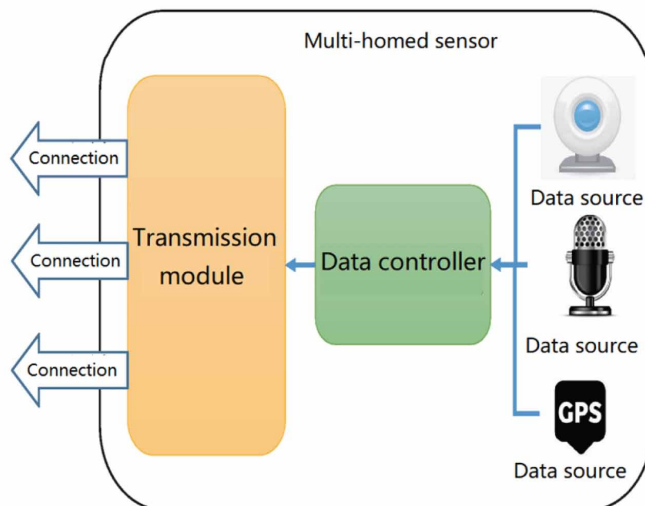 Multi-homed sensor
Connection
Data source
Transmission
module
Data controller
Connection
Data source
Connection
GPS
Data source